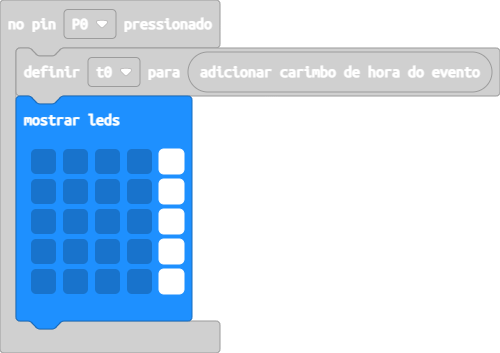 no pin P0 pressionado
definir t0 para adicionar carimbo de hora do evento
mostrar leds